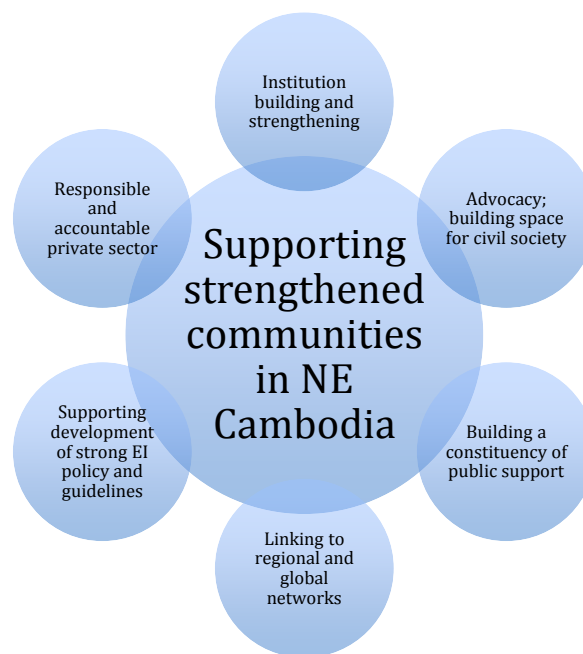 Institution
building and
strengthening
Responsible
and
accountable
private sector
Advocacy;
building space
for civil society
Supporting
strengthened
communities
in NE
Cambodia
Supporting
development
of strong EI
policy and
guidelines
Building a
constituency of
public support
Linking to
regional and
global
networks